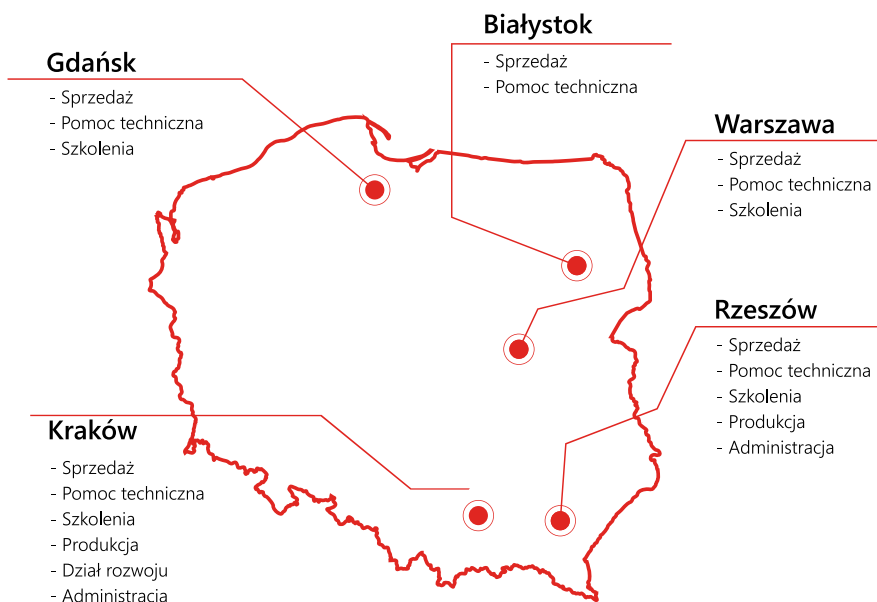 Białystok
- Sprzedaż
- Pomoc techniczna
Gdańsk
- Sprzedaż
- Pomoc techniczna
- Szkolenia
Warszawa
- Sprzedaż
- Pomoc techniczna
- Szkolenia
Rzeszów
- Sprzedaż
- Pomoc techniczna
- Szkolenia
- Produkcja
- Administracja
Kraków
- Sprzedaż
- Pomoc techniczna
- Szkolenia
- Produkcja
- Dział rozwoju
- Administracja